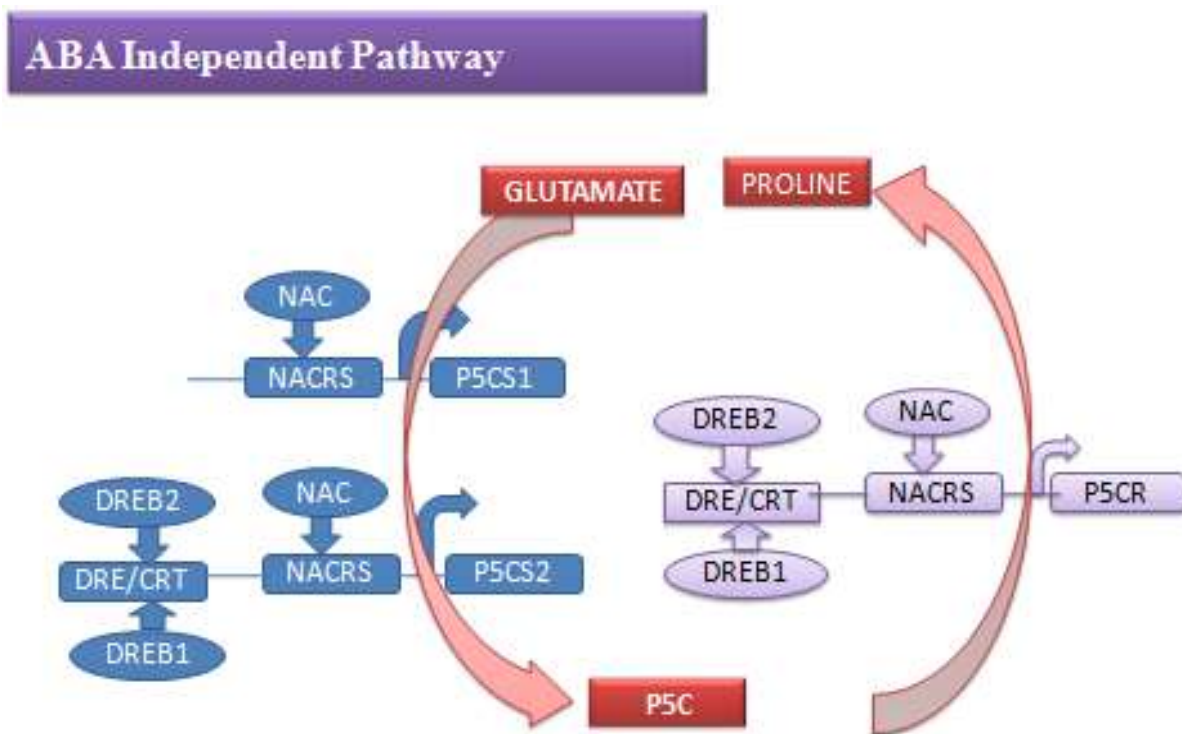 ABA Independent Pathway
GLUTAMATE
PROLINE
NAC
NACRS
P5CS1
DREB2
NAC
DRE/CRT
NACRS
P5CS2
DREB1
DREB2
NAC
DRE/CRT
NACRS
P5CR
DREB1
P5C